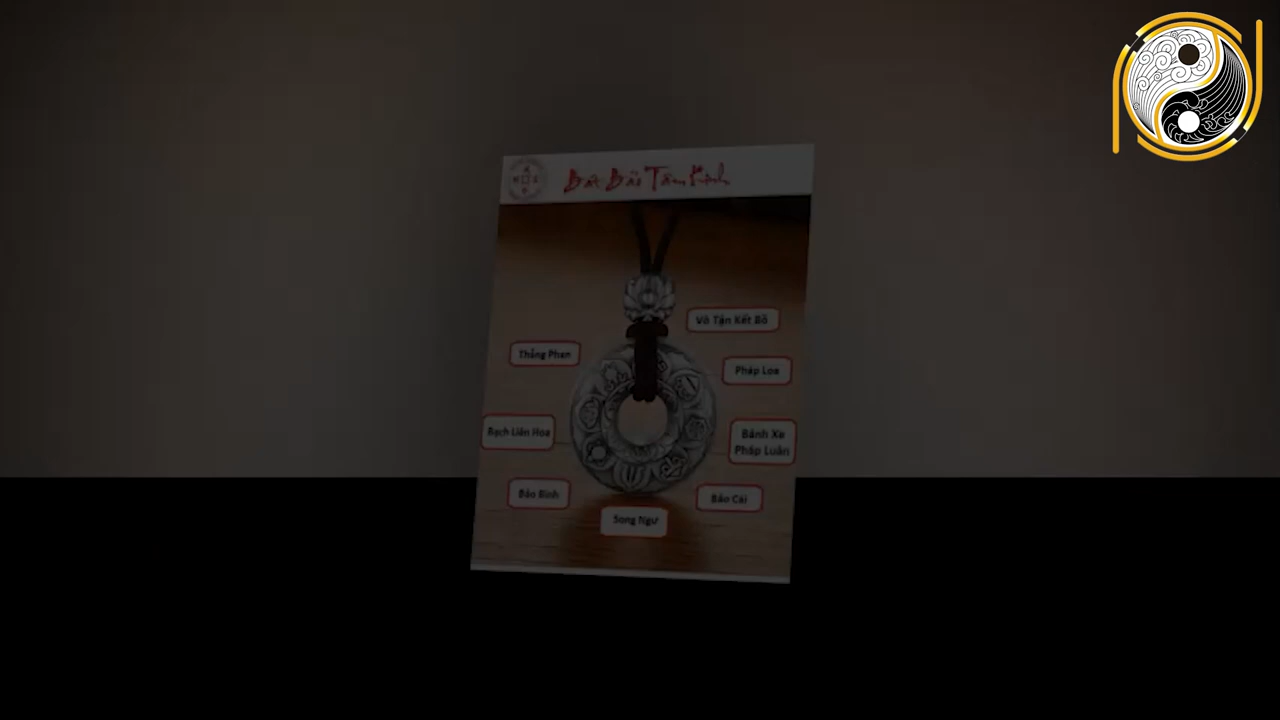 Bát Bảo Tâm Kinh
Vô Tận Kết Bồ
Thắng Phan
Pháp Loa
Bạch Liên Hoa
Bánh Xe
Pháp Luân
Bảo Bình
Bảo Cái
Song Ngư